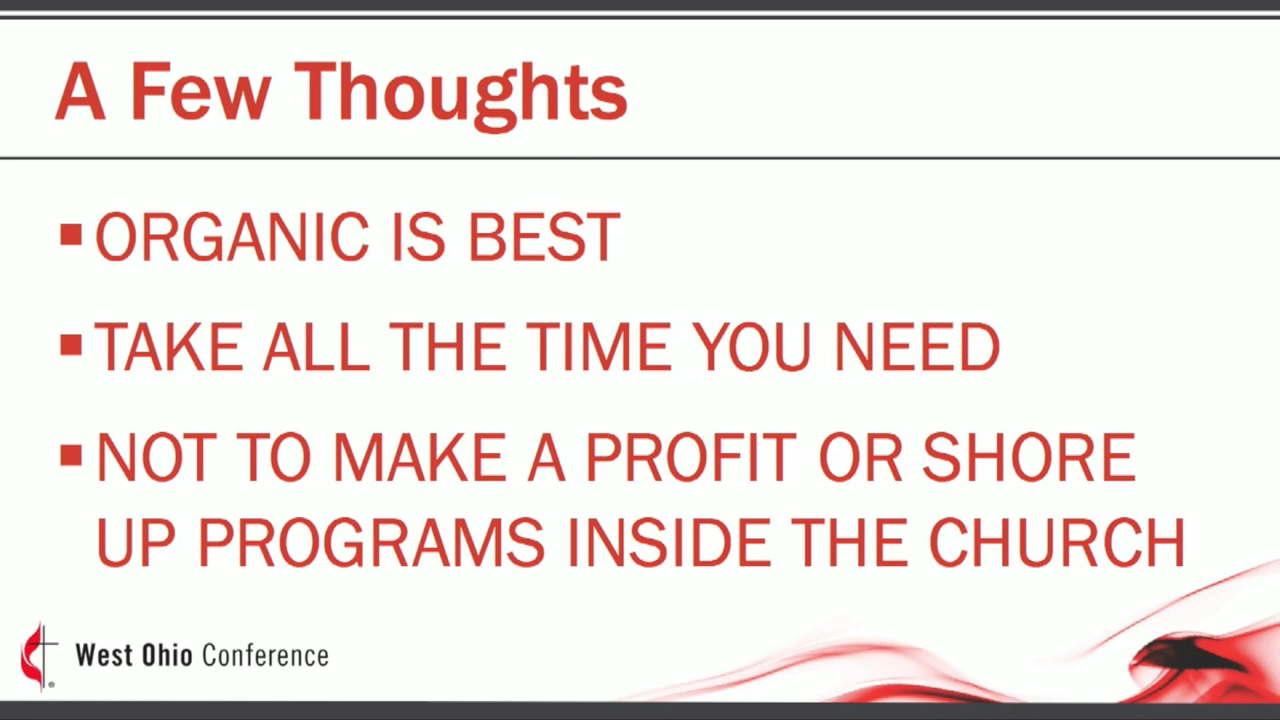 A Few Thoughts
ORGANIC IS BEST
TAKE ALL THE TIME YOU NEED
NOT TO MAKE A PROFIT OR SHORE
UP PROGRAMS INSIDE THE CHURCH
West Ohio Conference